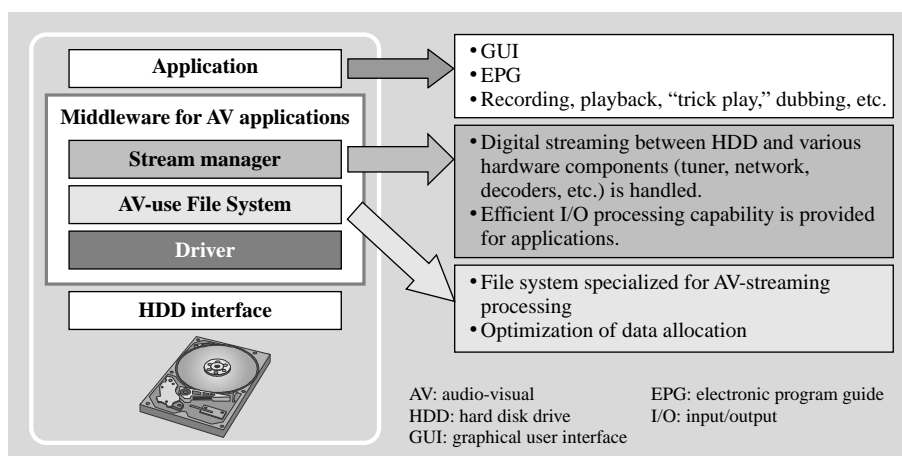 Application
Middleware for AV applications
Stream manager
AV-use File System
Driver
HDD interface
• GUI
• EPG
• Recording, playback, “trick play,” dubbing, etc.
• Digital streaming between HDD and various
hardware components (tuner, network,
decoders, etc.) is handled.
• Efficient I/O processing capability is provided
for applications.
• File system specialized for AV-streaming
processing
• Optimization of data allocation
AV: audio-visual
HDD: hard disk drive
GUI: graphical user interface
EPG: electronic program guide
I/O: input/output